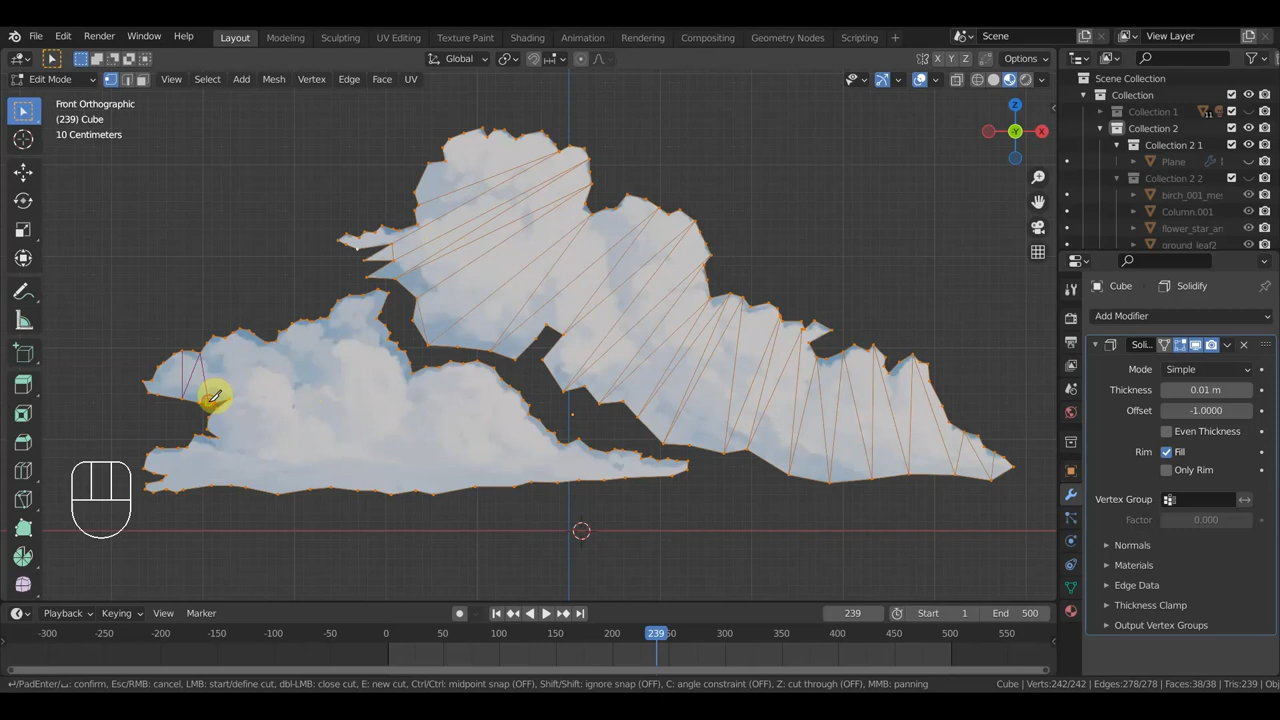 File Edit Render Window Help Layout Modeling Sculpting UV Editing Texture Paint Shading Animation Rendering Compositing Geometry Nodes Scripting + Scene View Layer
Global X Y Z Options
Edit Mode View Select Add Mesh Vertex Edge Face UV
Front Orthographic
(239) Cube
10 Centimeters
Z
X
-Y
Scene Collection
Collection
Collection 1 11
Collection 2
Collection 2 1
Plane
Collection 2 2
birch_001_me
Column.001
flower_star_an
ground_leaf2
Cube > Solidify
Add Modifier
Soli..
Mode Simple
Thickness 0.01 m
Offset -1.0000
Even Thickness
Rim Fill
Only Rim
Vertex Group
Factor 0.000
Normals
Materials
Edge Data
Thickness Clamp
Output Vertex Groups
Playback Keying View Marker 239 Start 1 End 500
-300 -250 -200 -150 -100 -50 0 50 100 150 200 239 50 300 350 400 450 500 550
↵/PadEnter/␣: confirm, Esc/RMB: cancel, LMB: start/define cut, dbl-LMB: close cut, E: new cut, Ctrl/Ctrl: midpoint snap (OFF), Shift/Shift: ignore snap (OFF), C: angle constraint (OFF), Z: cut through (OFF), MMB: panning Cube | Verts:242/242 | Edges:278/278 | Faces:38/38 | Tris:239 | Ob